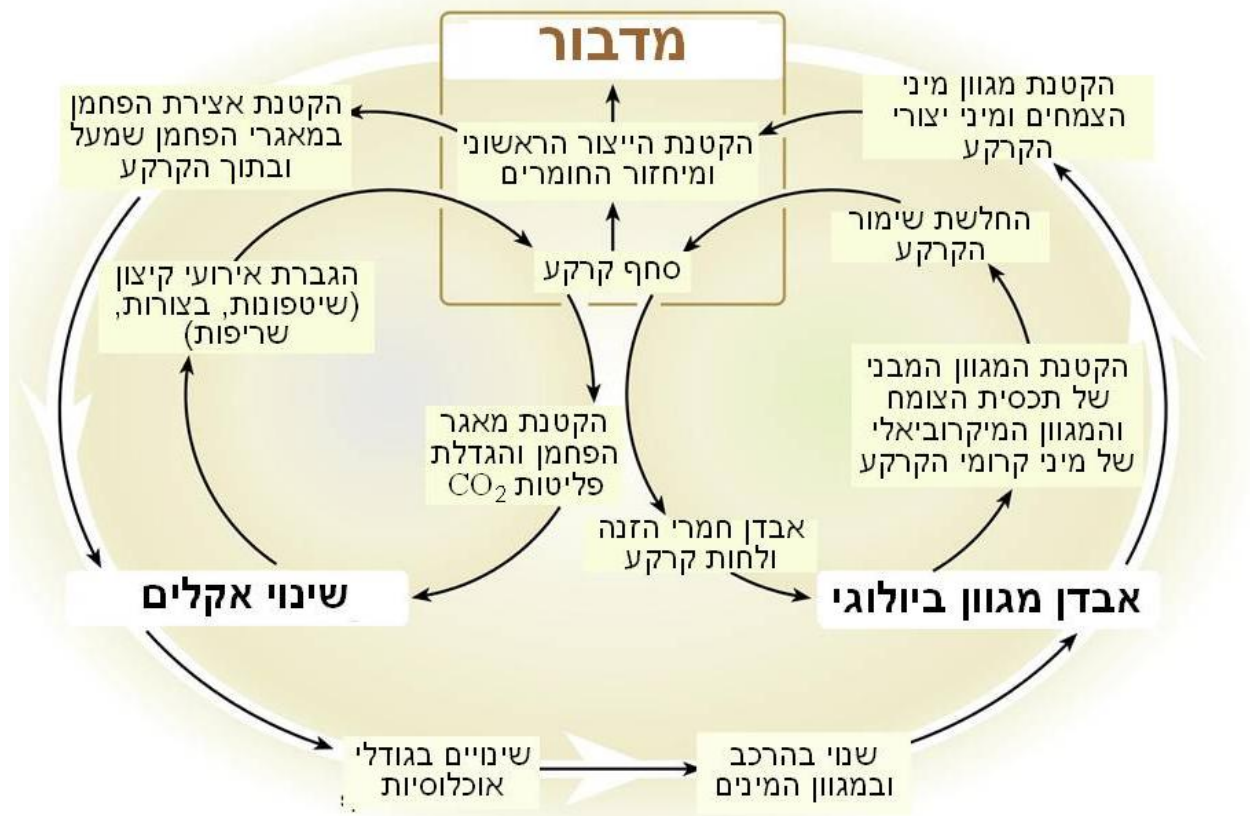 מדבור
הקטנת מגוון מיני
הצמחים ומיני יצורי
הקרקע
הקטנת הייצור הראשוני
ומיחזור החומרים
הקטנת אצירת הפחמן
במאגרי הפחמן שמעל
ובתוך הקרקע
החלשת שימור
הקרקע
סחף קרקע
הגברת אירועי קיצון
(שיטפונות, בצורות,
שריפות)
הקטנת המגוון המבני
של תכסית הצומח
והמגוון המיקרוביאלי
של מיני קרומי הקרקע
הקטנת מאגר
הפחמן והגדלת
פליטות CO₂
אבדן חמרי הזנה
ולחות קרקע
אבדן מגוון ביולוגי
שינוי אקלים
שינויים בגודלי
אוכלוסיות
שנוי בהרכב
ובמגוון המינים